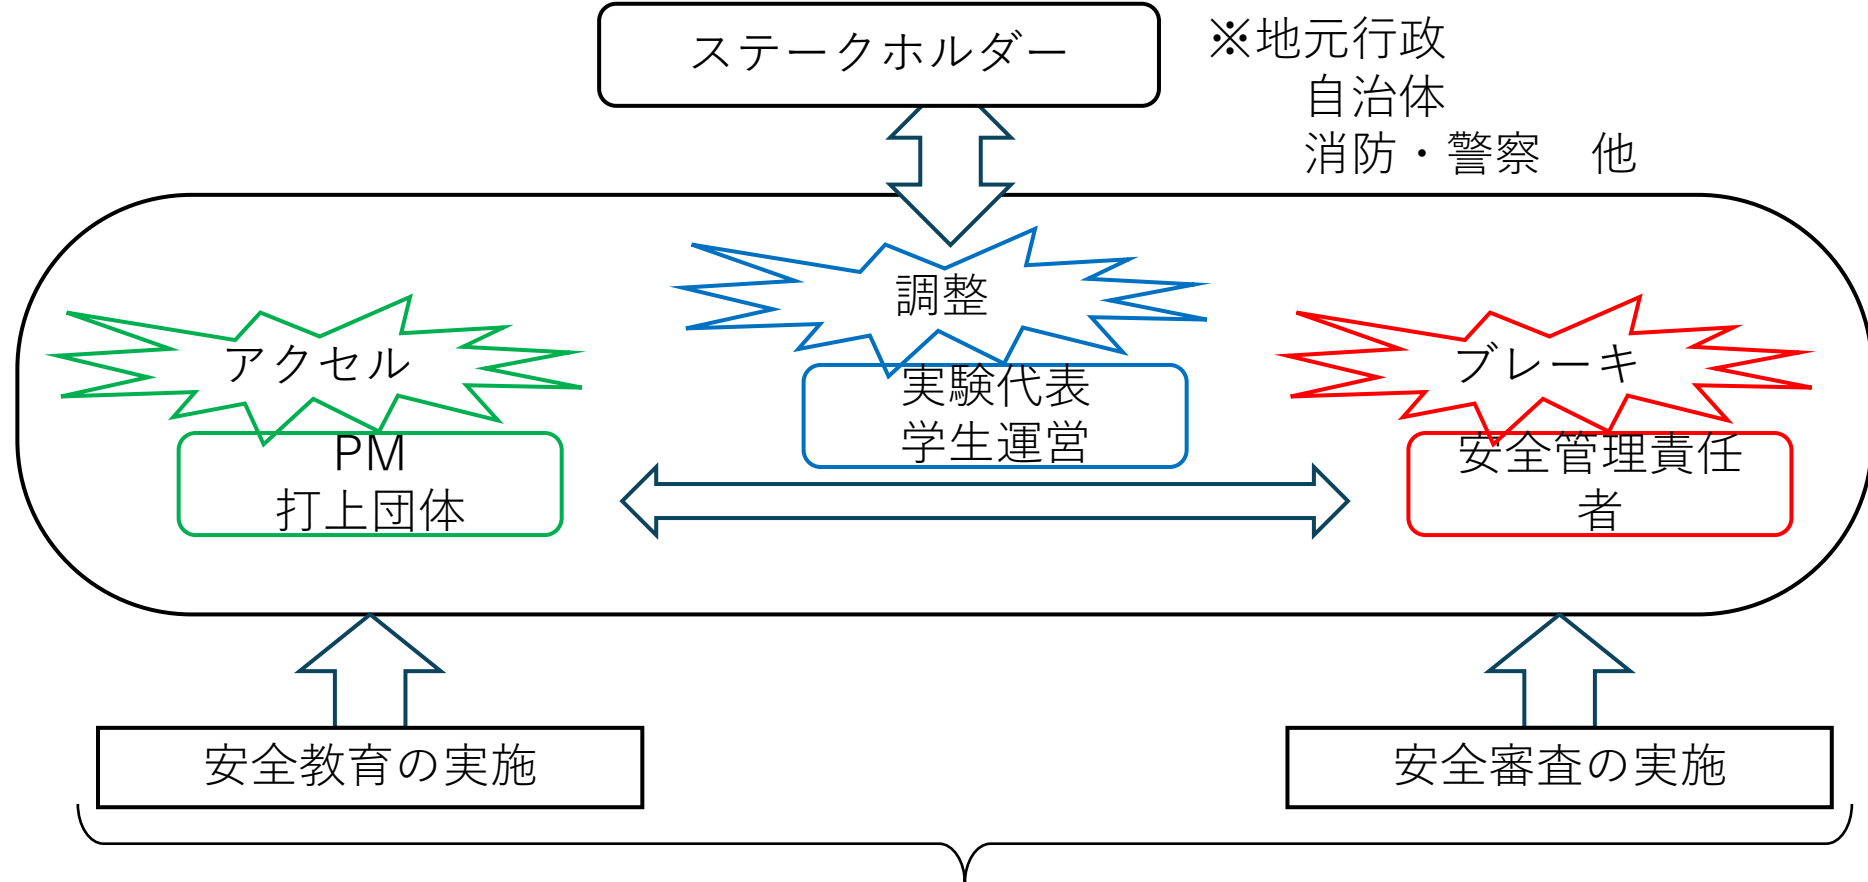 ステークホルダー
※地元行政
自治体
消防・警察　他
調整
アクセル
ブレーキ
実験代表
学生運営
PM
打上団体
安全管理責任
者
安全教育の実施
安全審査の実施